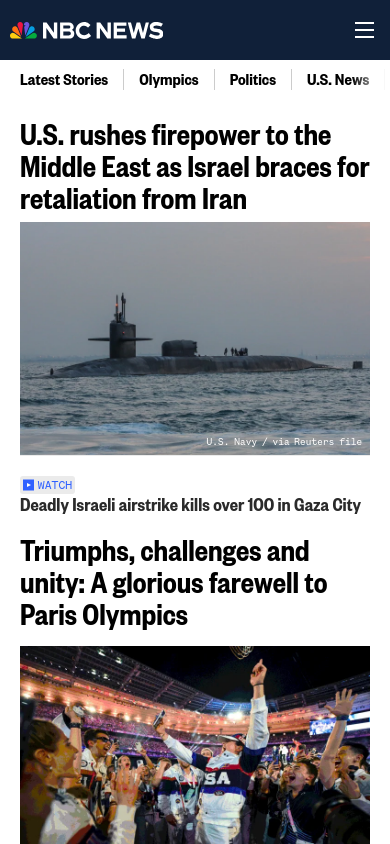 NBC NEWS
Latest Stories
Olympics
Politics
U.S. News
U.S. rushes firepower to the
Middle East as Israel braces for
retaliation from Iran
U.S. Navy / via Reuters file
WATCH
Deadly Israeli airstrike kills over 100 in Gaza City
Triumphs, challenges and
unity: A glorious farewell to
Paris Olympics
SA